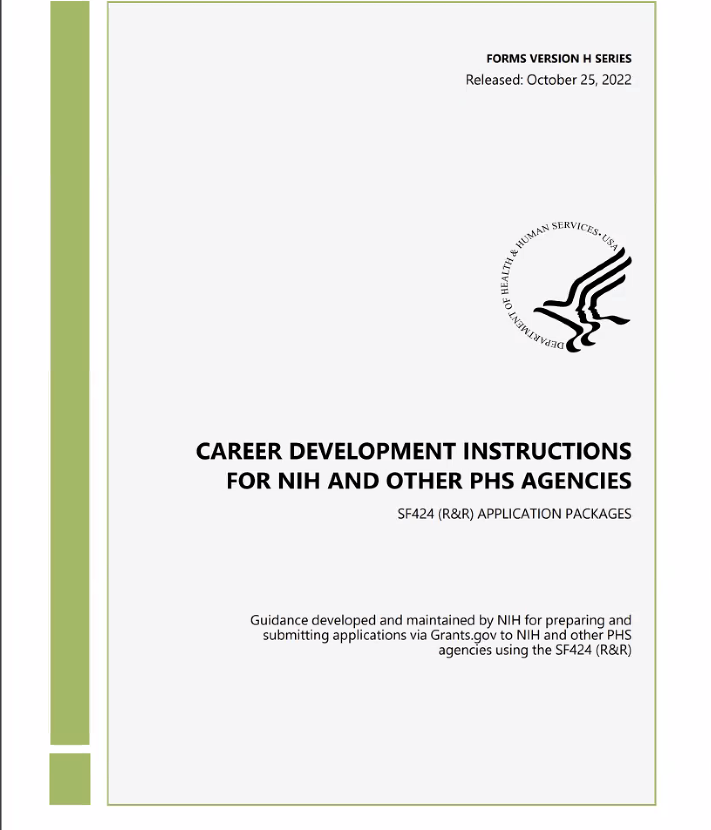 FORMS VERSION H SERIES
Released: October 25, 2022
DEPARTMENT OF HEALTH & HUMAN SERVICES • USA
CAREER DEVELOPMENT INSTRUCTIONS
FOR NIH AND OTHER PHS AGENCIES
SF424 (R&R) APPLICATION PACKAGES
Guidance developed and maintained by NIH for preparing and
submitting applications via Grants.gov to NIH and other PHS
agencies using the SF424 (R&R)